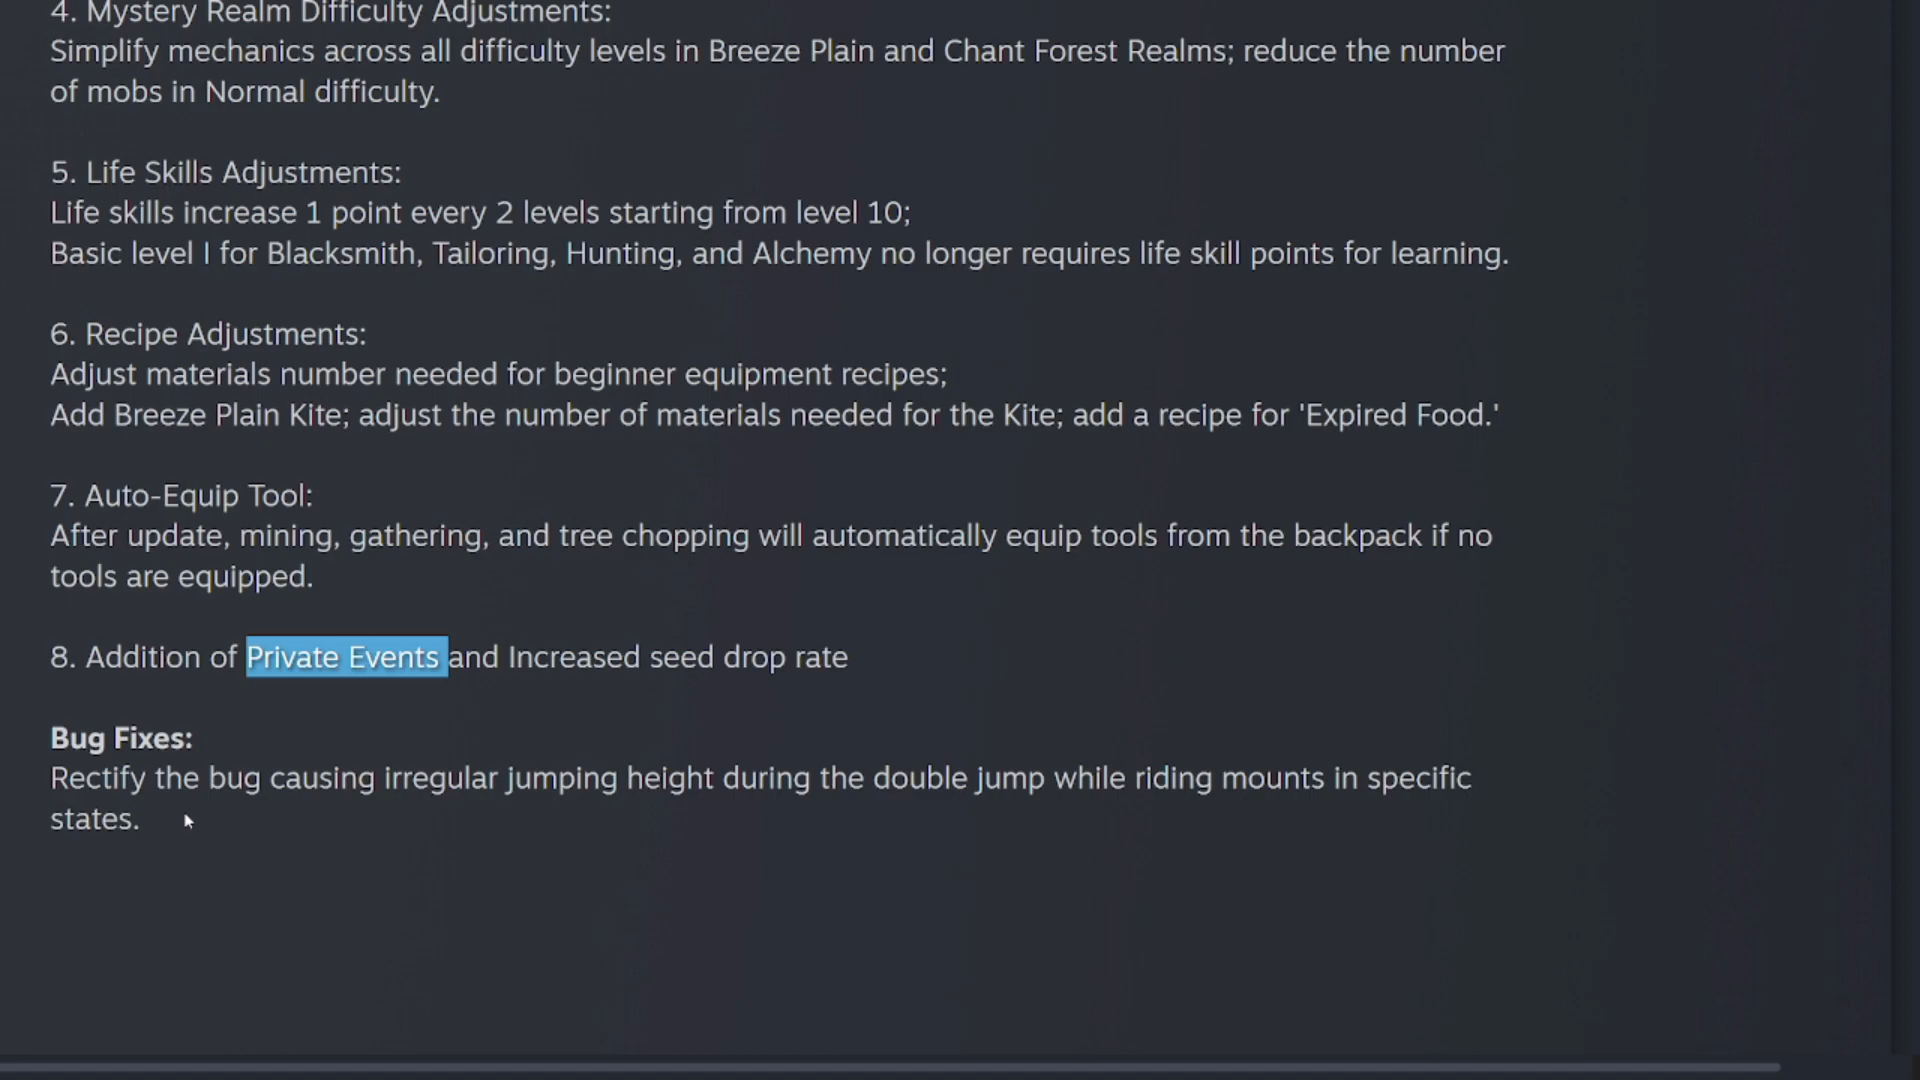 4. Mystery Realm Difficulty Adjustments:
Simplify mechanics across all difficulty levels in Breeze Plain and Chant Forest Realms; reduce the number
of mobs in Normal difficulty.
5. Life Skills Adjustments:
Life skills increase 1 point every 2 levels starting from level 10;
Basic level I for Blacksmith, Tailoring, Hunting, and Alchemy no longer requires life skill points for learning.
6. Recipe Adjustments:
Adjust materials number needed for beginner equipment recipes;
Add Breeze Plain Kite; adjust the number of materials needed for the Kite; add a recipe for 'Expired Food.'
7. Auto-Equip Tool:
After update, mining, gathering, and tree chopping will automatically equip tools from the backpack if no
tools are equipped.
8. Addition of Private Events and Increased seed drop rate
Bug Fixes:
Rectify the bug causing irregular jumping height during the double jump while riding mounts in specific
states.